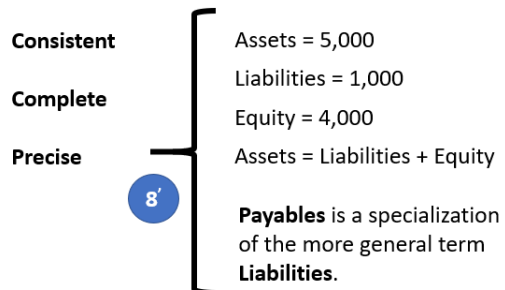 Consistent
Complete
Precise
8′
Assets = 5,000
Liabilities = 1,000
Equity = 4,000
Assets = Liabilities + Equity
Payables is a specialization
of the more general term
Liabilities.